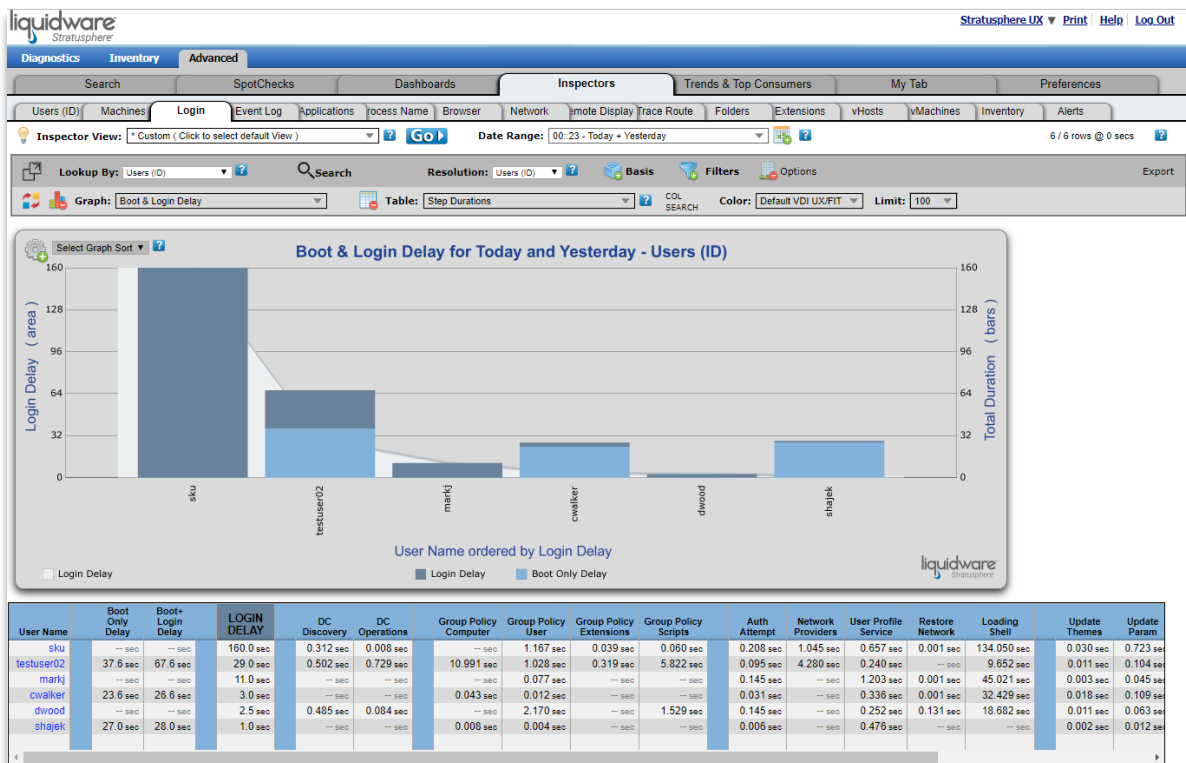 liquidware
Stratusphere
Stratusphere UX ▼ Print Help Log Out
Diagnostics Inventory Advanced
Search SpotChecks Dashboards Inspectors Trends & Top Consumers My Tab Preferences
Users (ID) Machines Login Event Log Applications rocess Name Browser Network emote Display Trace Route Folders Extensions vHosts vMachines Inventory Alerts
Inspector View: * Custom ( Click to select default View ) ? Go Date Range: 00::23 - Today + Yesterday ? 6 / 6 rows @ 0 secs ?
Lookup By: Users (ID) ? Search Resolution: Users (ID) ? Basis Filters Options Export
Graph: Boot & Login Delay Table: Step Durations ? COL SEARCH Color: Default VDI UX/FIT Limit: 100
Select Graph Sort ▼ ?
Boot & Login Delay for Today and Yesterday - Users (ID)
160 160
128 128
96 96
64 64
32 32
0 0
Login Delay ( area )
Total Duration ( bars )
sku testuser02 markj cwalker dwood shajek
User Name ordered by Login Delay
Login Delay Login Delay Boot Only Delay
liquidware
Stratusphere
User Name Boot Only Delay Boot+ Login Delay LOGIN DELAY DC Discovery DC Operations Group Policy Computer Group Policy User Group Policy Extensions Group Policy Scripts Auth Attempt Network Providers User Profile Service Restore Network Loading Shell Update Themes Update Param
sku -- sec -- sec 160.0 sec 0.312 sec 0.008 sec -- sec 1.167 sec 0.039 sec 0.060 sec 0.208 sec 1.045 sec 0.657 sec 0.001 sec 134.050 sec 0.030 sec 0.723 sec
testuser02 37.6 sec 67.6 sec 29.0 sec 0.502 sec 0.729 sec 10.991 sec 1.028 sec 0.319 sec 5.822 sec 0.095 sec 4.280 sec 0.240 sec -- sec 9.652 sec 0.011 sec 0.104 sec
markj -- sec -- sec 11.0 sec -- sec -- sec -- sec 0.077 sec -- sec -- sec 0.145 sec -- sec 1.203 sec 0.001 sec 45.021 sec 0.003 sec 0.045 sec
cwalker 23.6 sec 26.6 sec 3.0 sec -- sec -- sec 0.043 sec 0.012 sec -- sec -- sec 0.031 sec -- sec 0.336 sec 0.001 sec 32.429 sec 0.018 sec 0.109 sec
dwood -- sec -- sec 2.5 sec 0.485 sec 0.084 sec -- sec 2.170 sec -- sec 1.529 sec 0.145 sec -- sec 0.252 sec 0.131 sec 18.682 sec 0.011 sec 0.063 sec
shajek 27.0 sec 28.0 sec 1.0 sec -- sec -- sec 0.008 sec 0.004 sec -- sec -- sec 0.006 sec -- sec 0.476 sec -- sec -- sec 0.002 sec 0.012 sec